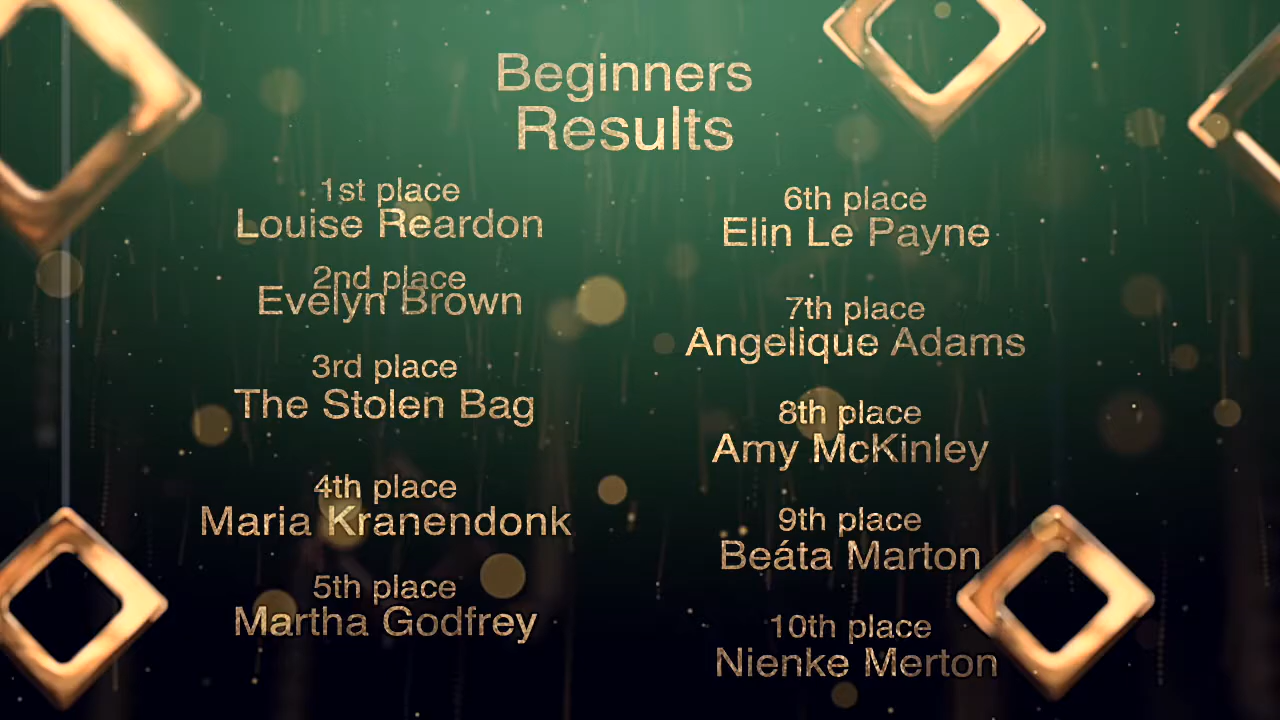 Beginners
Results
1st place
Louise Reardon
2nd place
Evelyn Brown
3rd place
The Stolen Bag
4th place
Maria Kranendonk
5th place
Martha Godfrey
6th place
Elin Le Payne
7th place
Angelique Adams
8th place
Amy McKinley
9th place
Beáta Marton
10th place
Nienke Merton